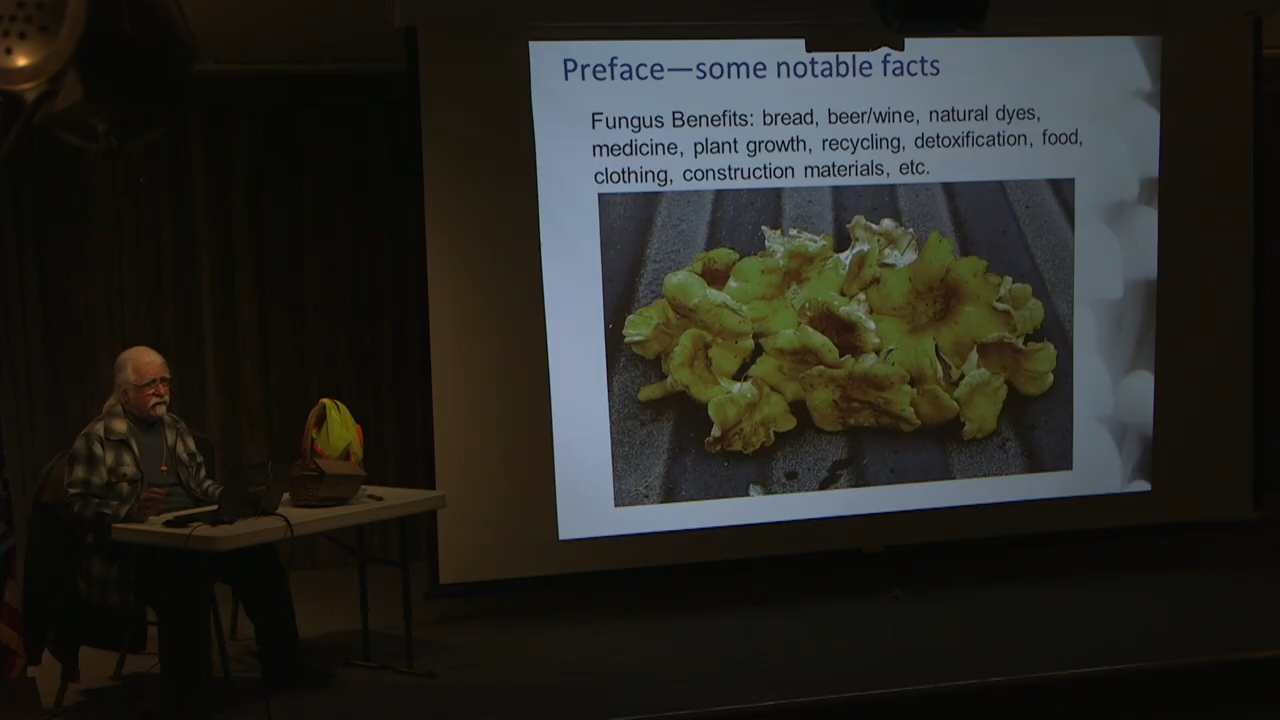 Preface—some notable facts
Fungus Benefits: bread, beer/wine, natural dyes,
medicine, plant growth, recycling, detoxification, food,
clothing, construction materials, etc.